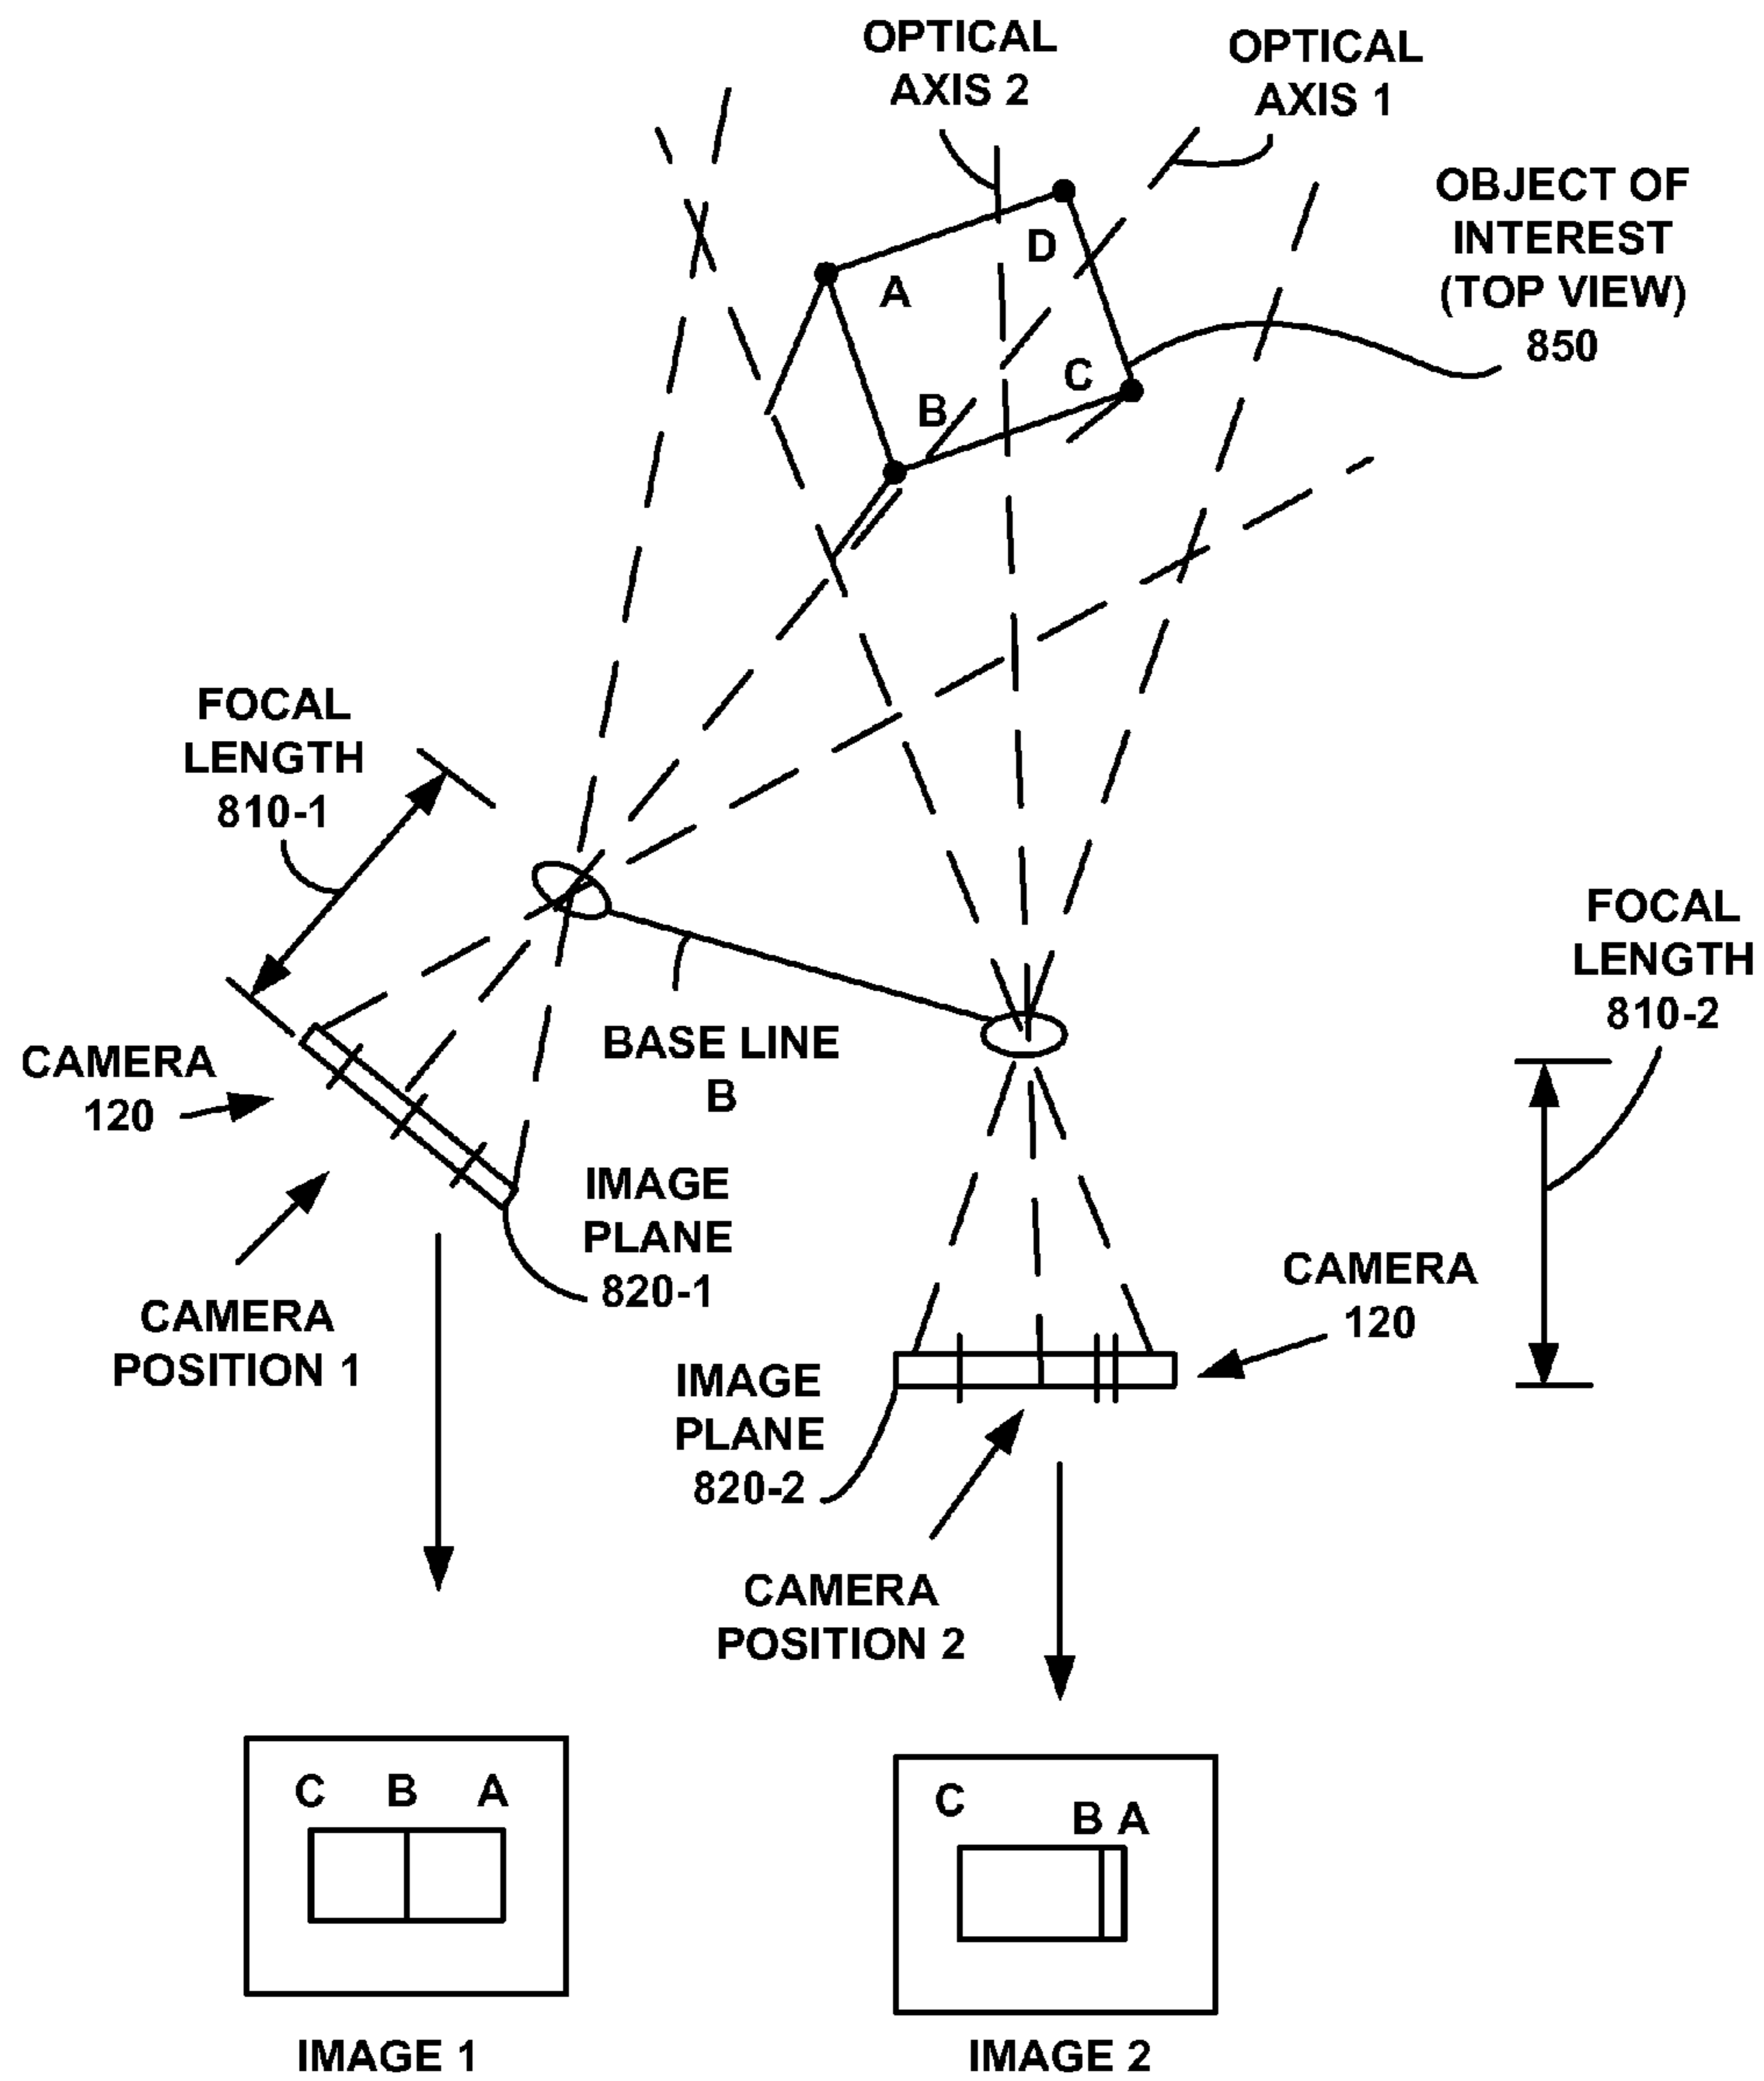 OPTICAL
AXIS 2
OPTICAL
AXIS 1
OBJECT OF
INTEREST
(TOP VIEW)
850
D
A
C
B
FOCAL
LENGTH
810-1
FOCAL
LENGTH
810-2
BASE LINE
B
CAMERA
120
IMAGE
PLANE
820-1
CAMERA
POSITION 1
CAMERA
120
IMAGE
PLANE
820-2
CAMERA
POSITION 2
C B A
IMAGE 1
C
B A
IMAGE 2